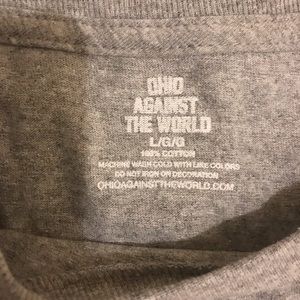 OHIO
AGAINST
THE WORLD
L/G/G
100% COTTON
MACHINE WASH COLD WITH LIKE COLORS
DO NOT IRON ON DECORATION
OHIOAGAINSTTHEWORLD.COM